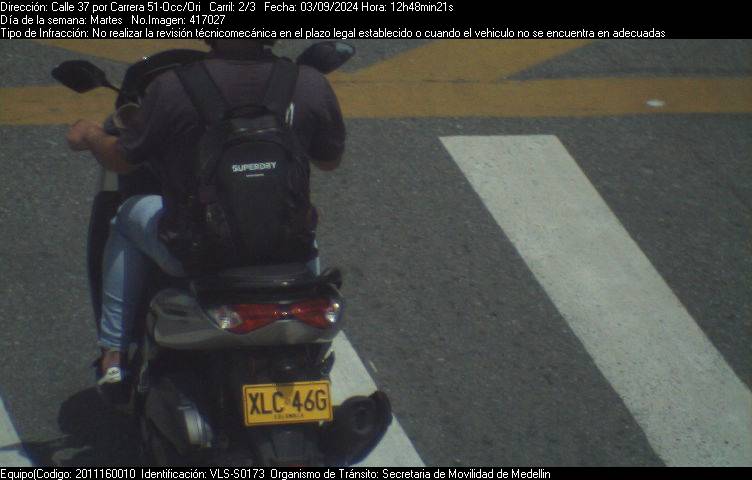 Dirección: Calle 37 por Carrera 51-Occ/Ori Carril: 2/3 Fecha: 03/09/2024 Hora: 12h48min21s
Día de la semana: Martes No.Imagen: 417027
Tipo de Infracción: No realizar la revisión técnicomecánica en el plazo legal establecido o cuando el vehiculo no se encuentra en adecuadas
SUPERDRY
XLC 46G
COLOMBIA
Equipo(Codigo: 2011160010 Identificación: VLS-S0173 Organismo de Tránsito: Secretaria de Movilidad de Medellin